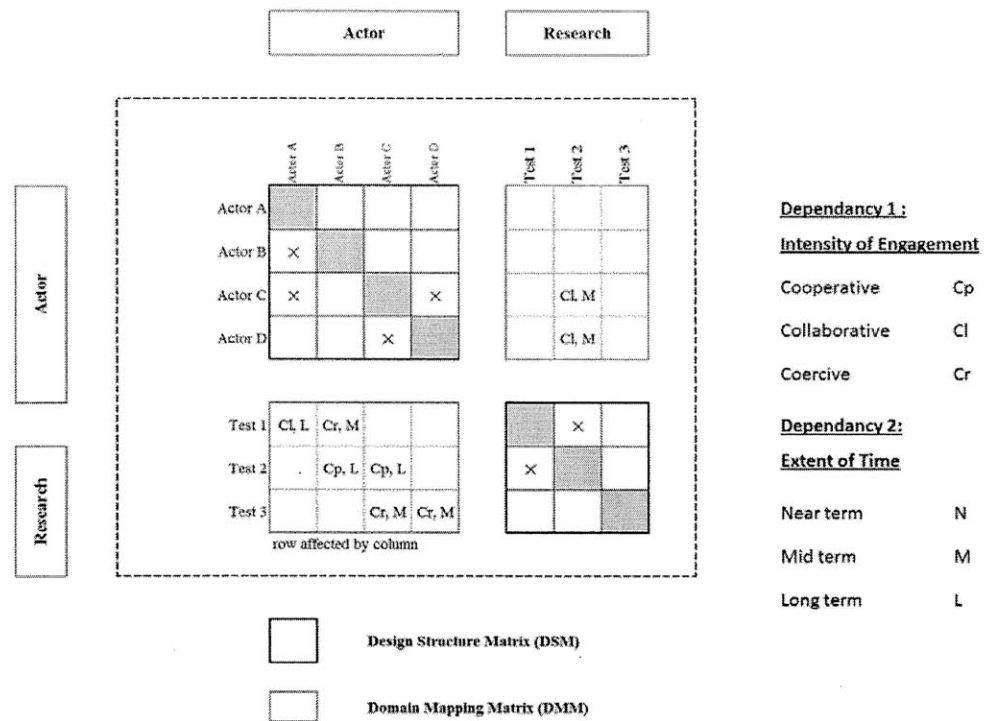 Actor Research
Actor A Actor B Actor C Actor D Test 1 Test 2 Test 3
Actor
Actor A
Actor B ×
Actor C × × Cl, M
Actor D × Cl, M
Research
Test 1 Cl, L Cr, M ×
Test 2 Cp, L Cp, L ×
Test 3 Cr, M Cr, M
row affected by column
Dependancy 1 :
Intensity of Engagement
Cooperative Cp
Collaborative Cl
Coercive Cr
Dependancy 2:
Extent of Time
Near term N
Mid term M
Long term L
Design Structure Matrix (DSM)
Domain Mapping Matrix (DMM)